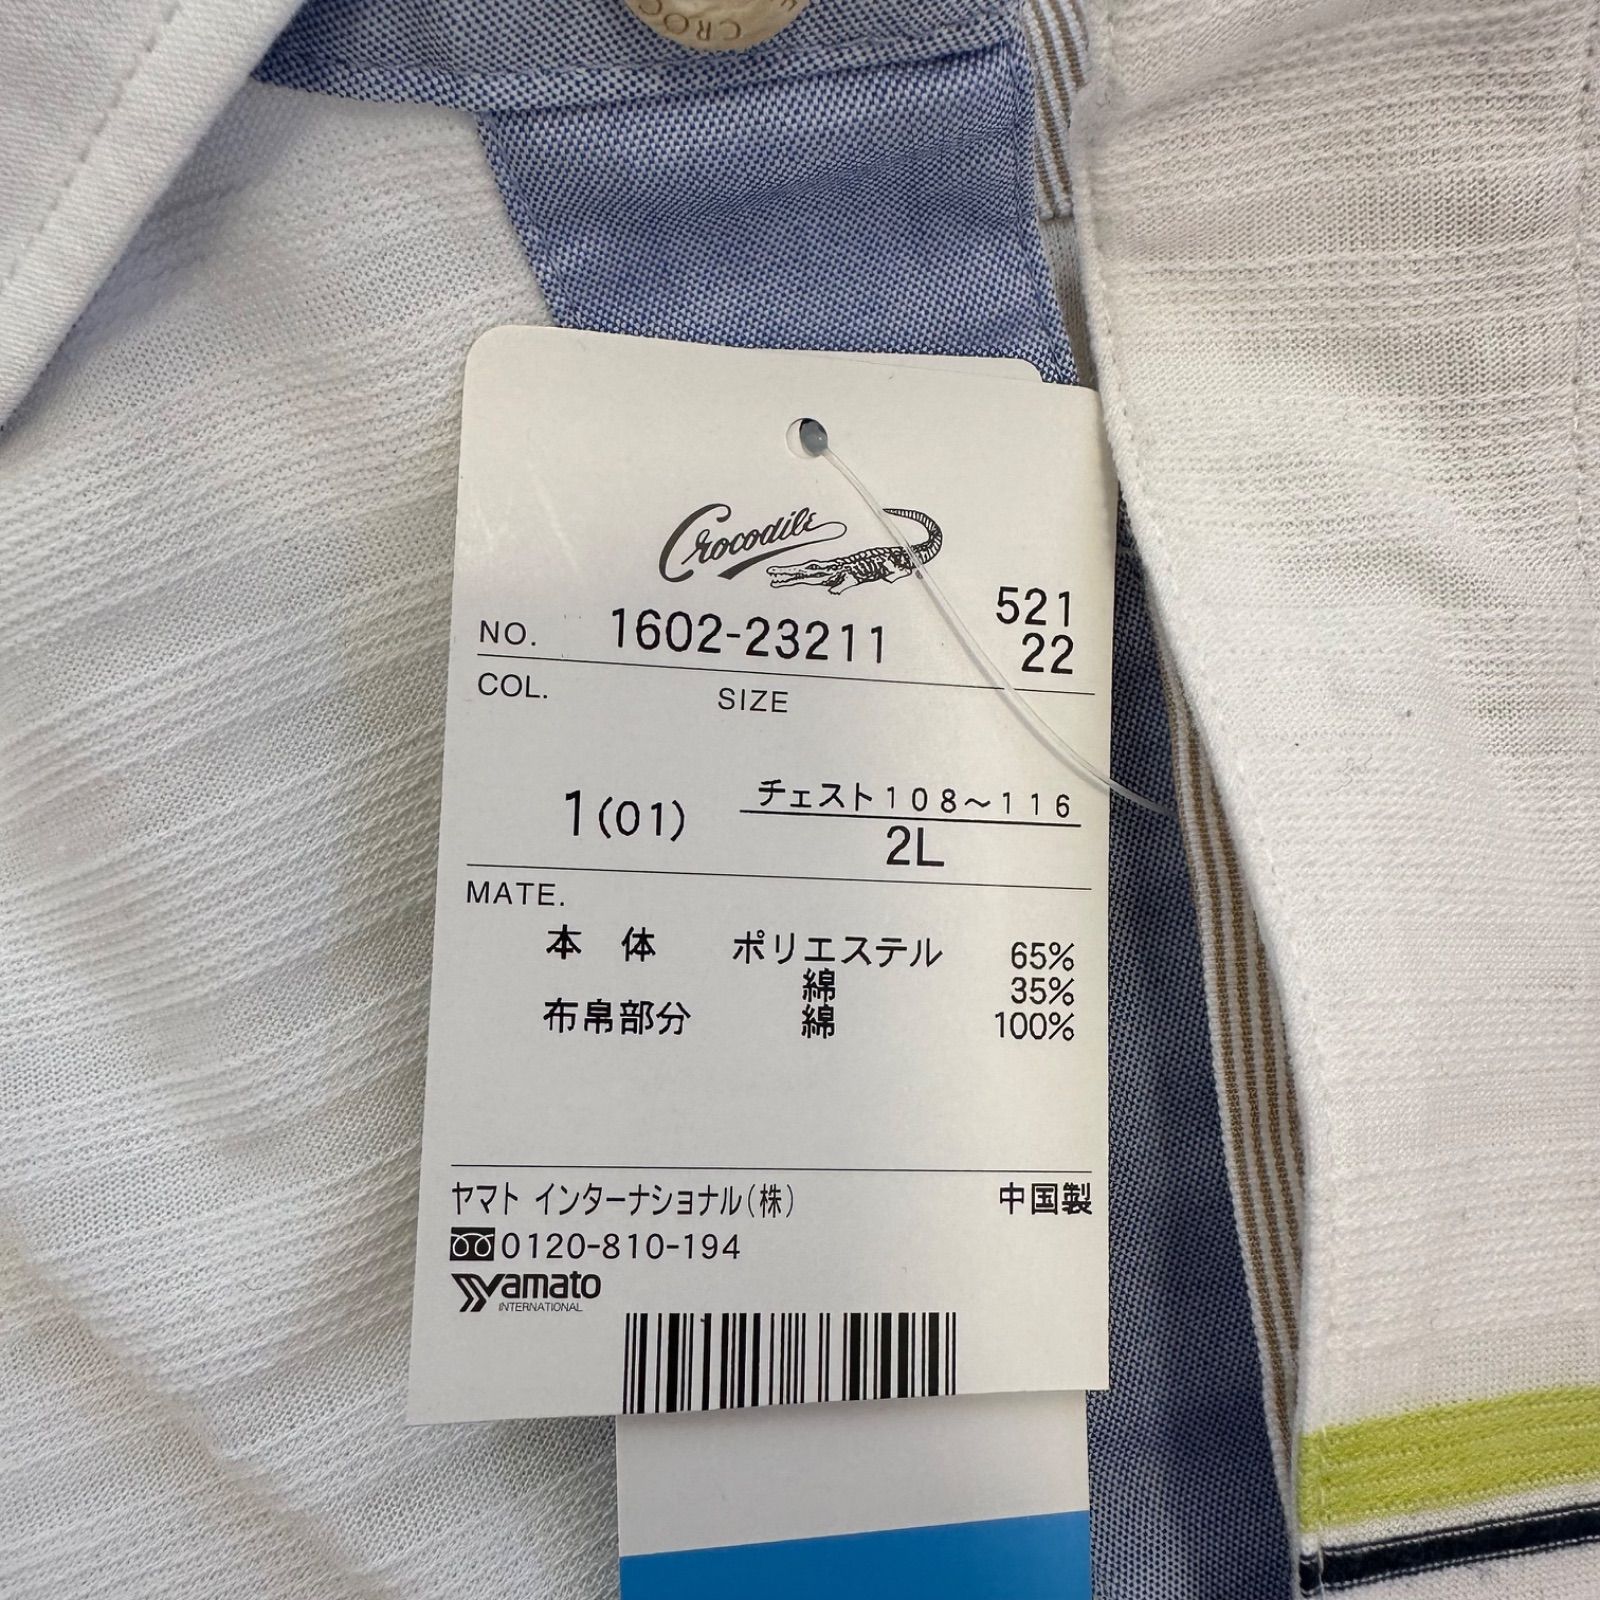 CROC
Crocodile
NO. 1602-23211 521
22
COL. SIZE
チェスト108～116
1(01) 2L
MATE.
本 体 ポリエステル 65%
綿 35%
布帛部分 綿 100%
ヤマト インターナショナル(株) 中国製
0120-810-194
Yamato
INTERNATIONAL